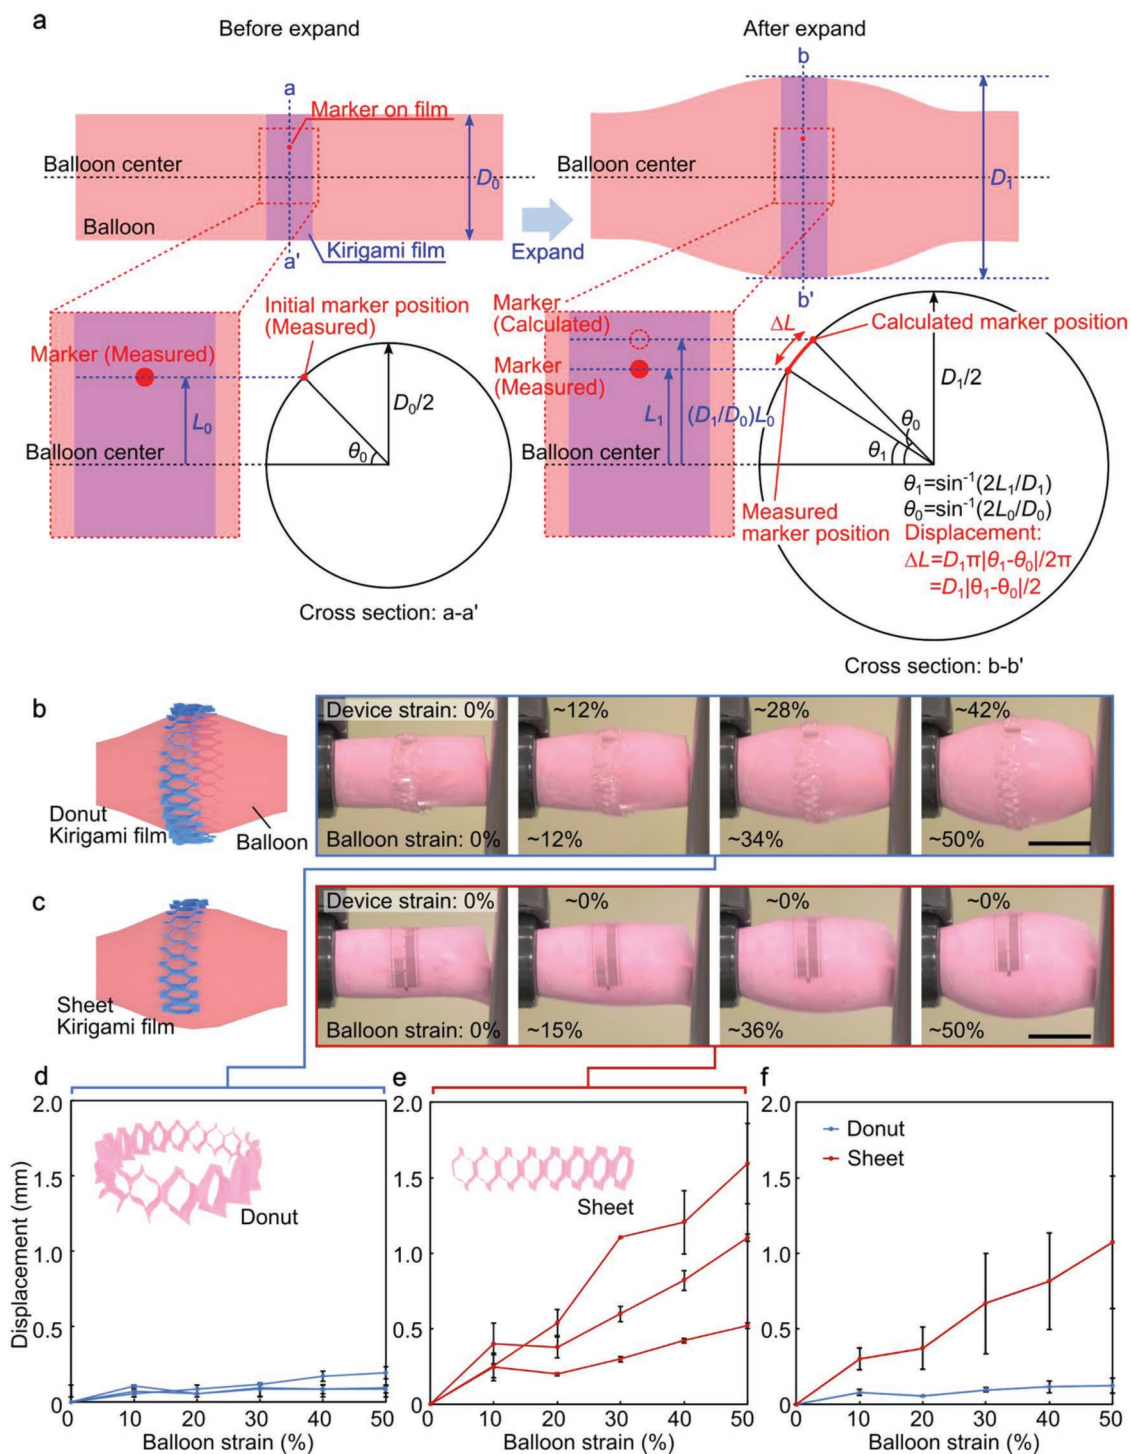 a
Before expand
After expand
a
Marker on film
Balloon center
D₀
Balloon
Kirigami film
a'
Expand
b
Balloon center
D₁
b'
Initial marker position
(Measured)
Marker (Measured)
L₀
Balloon center
D₀/2
θ₀
Cross section: a-a'
Marker
(Calculated)
Marker
(Measured)
L₁
(D₁/D₀)L₀
Balloon center
ΔL
Calculated marker position
D₁/2
θ₀
θ₁
θ₁=sin⁻¹(2L₁/D₁)
θ₀=sin⁻¹(2L₀/D₀)
Measured
marker position
Displacement:
ΔL=D₁π|θ₁-θ₀|/2π
=D₁|θ₁-θ₀|/2
Cross section: b-b'
b
Donut
Kirigami film
Balloon
Device strain: 0%
~12%
~28%
~42%
Balloon strain: 0%
~12%
~34%
~50%
c
Sheet
Kirigami film
Device strain: 0%
~0%
~0%
~0%
Balloon strain: 0%
~15%
~36%
~50%
d
2.0
1.5
1.0
0.5
0
Displacement (mm)
Donut
0 10 20 30 40 50
Balloon strain (%)
e
2.0
1.5
1.0
0.5
0
Sheet
0 10 20 30 40 50
Balloon strain (%)
f
2.0
1.5
1.0
0.5
0
Donut
Sheet
0 10 20 30 40 50
Balloon strain (%)